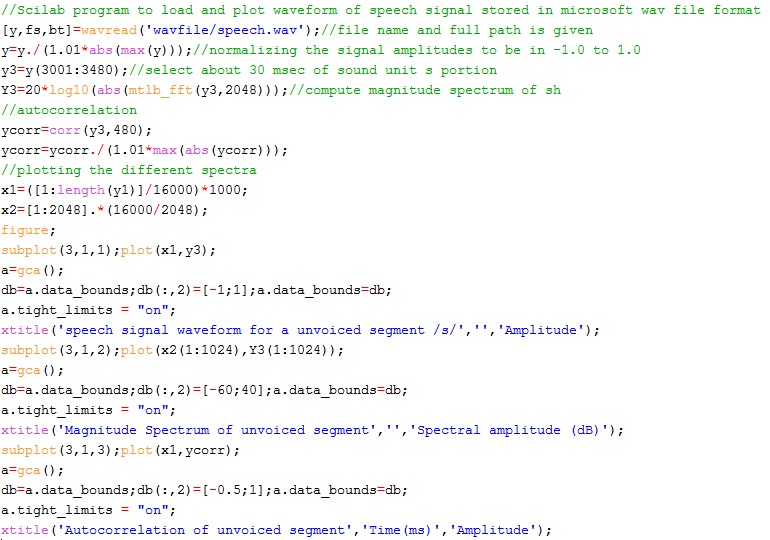 //Scilab program to load and plot waveform of speech signal stored in microsoft wav file format
[y,fs,bt]=wavread('wavfile/speech.wav');//file name and full path is given
y=y./(1.01*abs(max(y)));//normalizing the signal amplitudes to be in -1.0 to 1.0
y3=y(3001:3480);//select about 30 msec of sound unit s portion
Y3=20*log10(abs(mtlb_fft(y3,2048)));//compute magnitude spectrum of sh
//autocorrelation
ycorr=corr(y3,480);
ycorr=ycorr./(1.01*max(abs(ycorr)));
//plotting the different spectra
x1=([1:length(y1)]/16000)*1000;
x2=[1:2048].*(16000/2048);
figure;
subplot(3,1,1);plot(x1,y3);
a=gca();
db=a.data_bounds;db(:,2)=[-1;1];a.data_bounds=db;
a.tight_limits = "on";
xtitle('speech signal waveform for a unvoiced segment /s/','','Amplitude');
subplot(3,1,2);plot(x2(1:1024),Y3(1:1024));
a=gca();
db=a.data_bounds;db(:,2)=[-60;40];a.data_bounds=db;
a.tight_limits = "on";
xtitle('Magnitude Spectrum of unvoiced segment','','Spectral amplitude (dB)');
subplot(3,1,3);plot(x1,ycorr);
a=gca();
db=a.data_bounds;db(:,2)=[-0.5;1];a.data_bounds=db;
a.tight_limits = "on";
xtitle('Autocorrelation of unvoiced segment','Time(ms)','Amplitude');